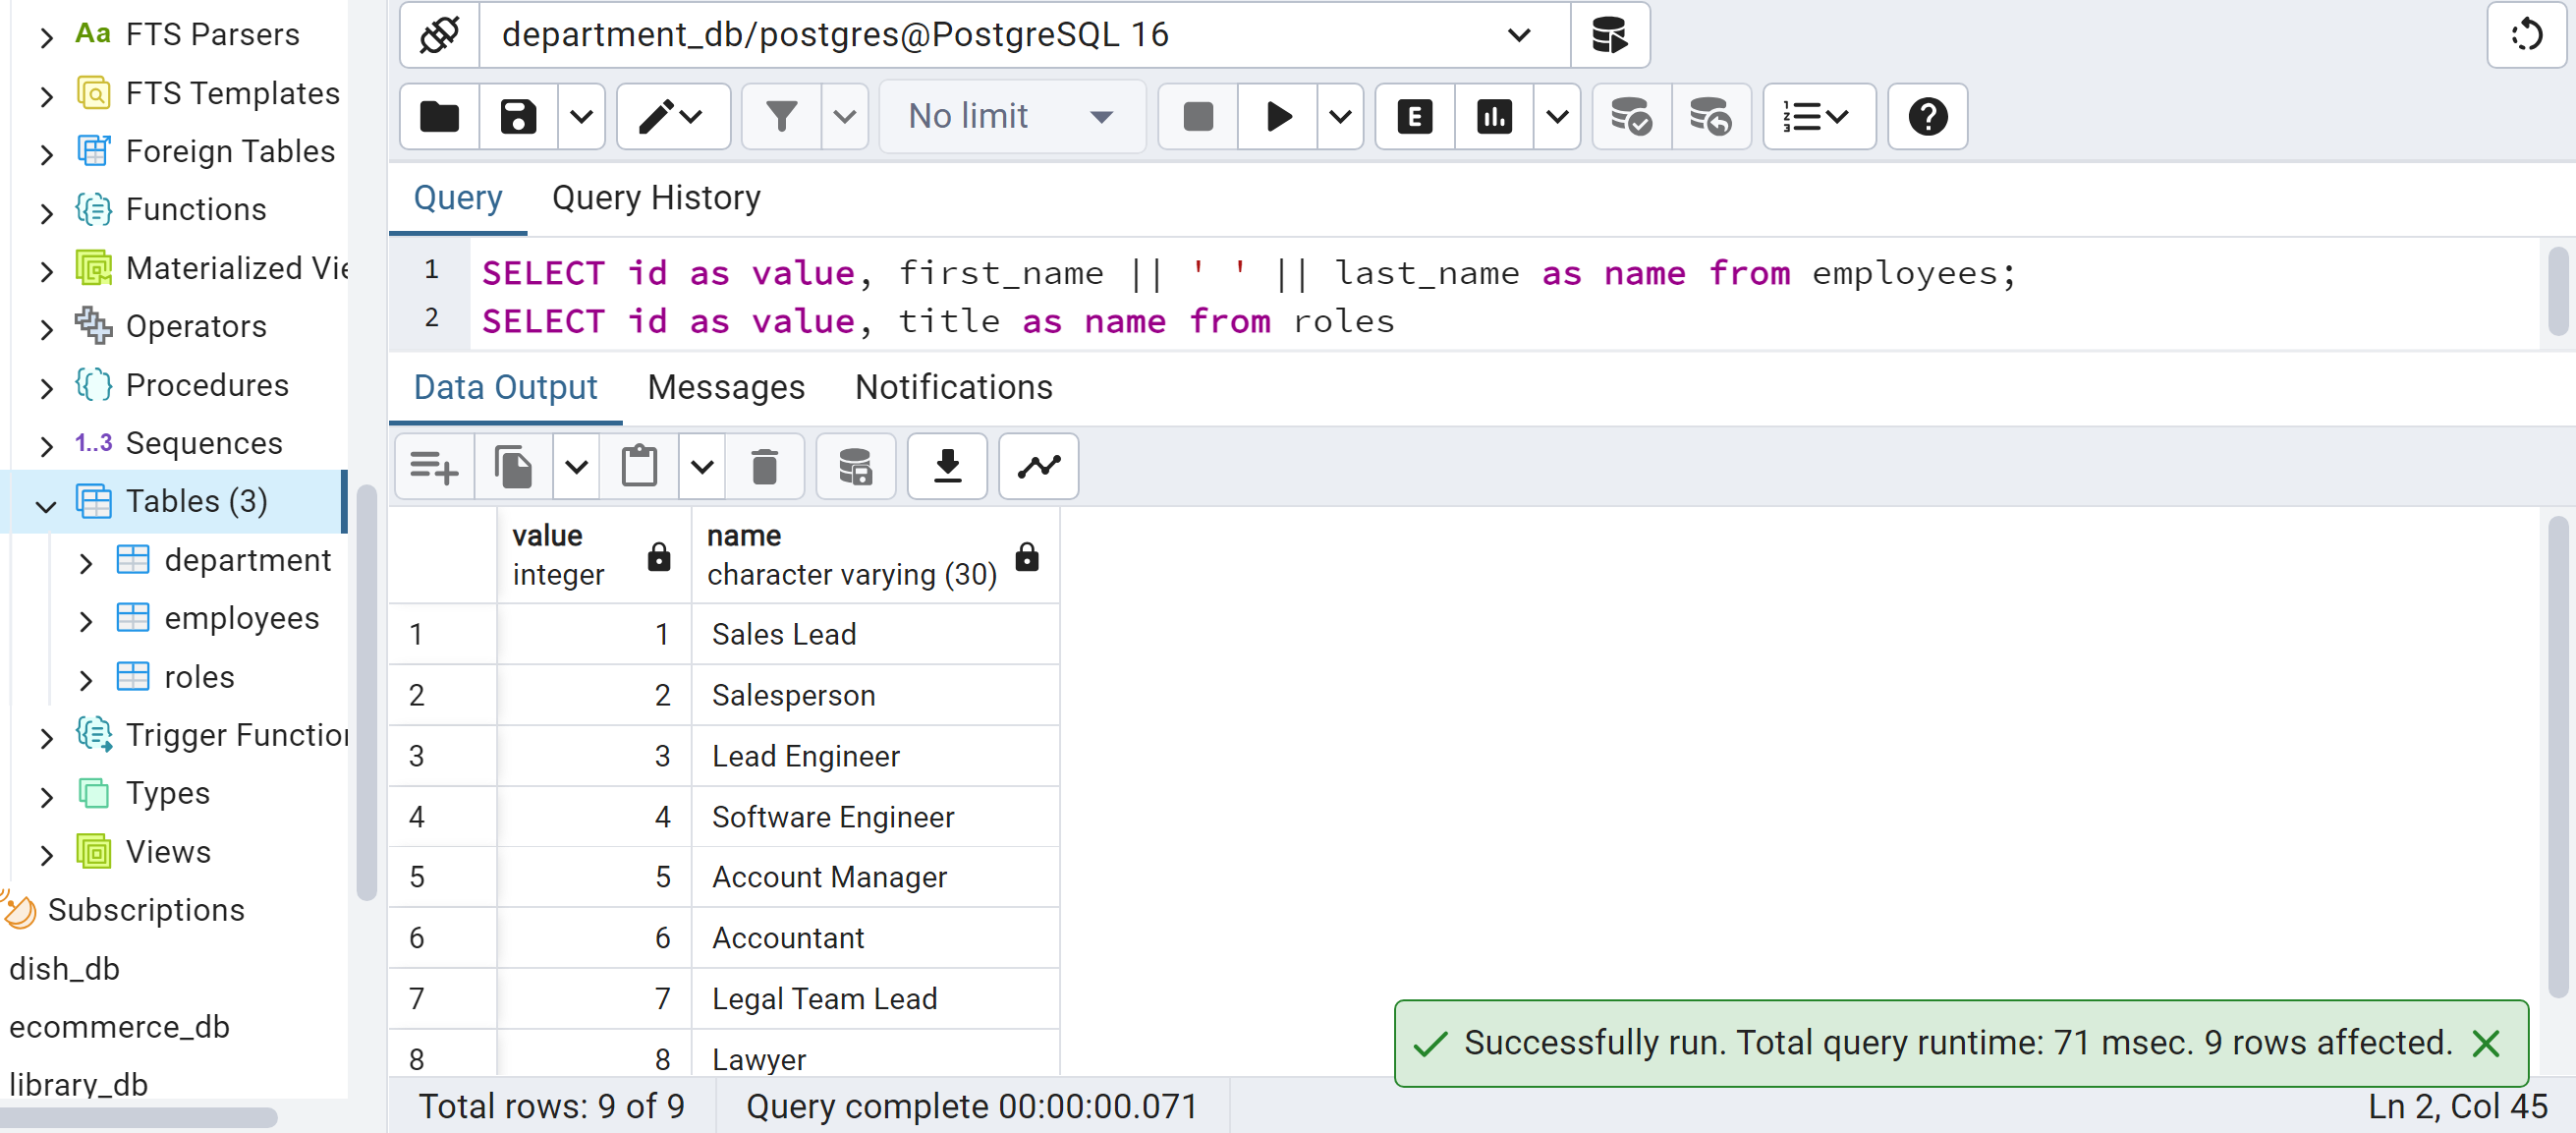 Aa FTS Parsers
FTS Templates
Foreign Tables
Functions
Materialized Vie
Operators
Procedures
1..3 Sequences
Tables (3)
department
employees
roles
Trigger Function
Types
Views
Subscriptions
dish_db
ecommerce_db
library_db
department_db/postgres@PostgreSQL 16
No limit
E
Query Query History
1 SELECT id as value, first_name || ' ' || last_name as name from employees;
2 SELECT id as value, title as name from roles
Data Output Messages Notifications
value name
integer character varying (30)
1 1 Sales Lead
2 2 Salesperson
3 3 Lead Engineer
4 4 Software Engineer
5 5 Account Manager
6 6 Accountant
7 7 Legal Team Lead
8 8 Lawyer
Successfully run. Total query runtime: 71 msec. 9 rows affected.
Total rows: 9 of 9 Query complete 00:00:00.071 Ln 2, Col 45